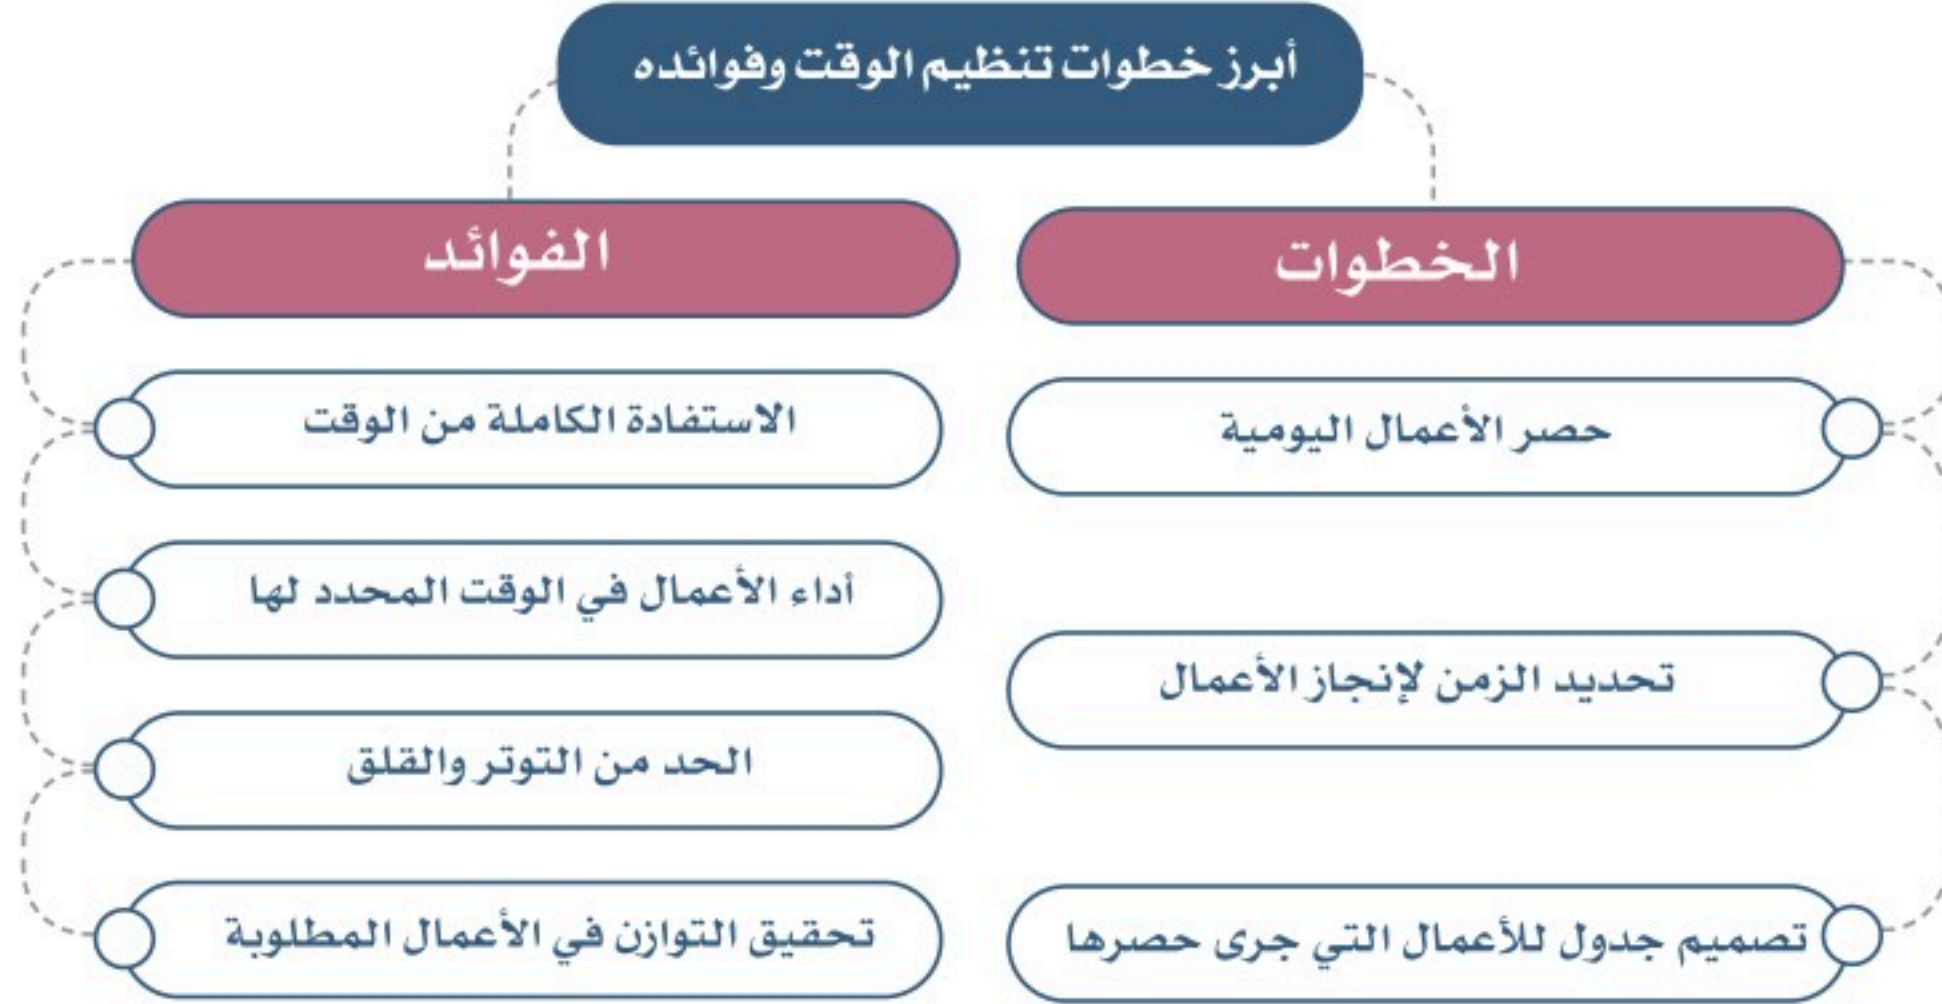 أبرز خطوات تنظيم الوقت وفوائده
الخطوات
حصر الأعمال اليومية
تحديد الزمن لإنجاز الأعمال
تصميم جدول للأعمال التي جرى حصرها
الفوائد
الاستفادة الكاملة من الوقت
أداء الأعمال في الوقت المحدد لها
الحد من التوتر والقلق
تحقيق التوازن في الأعمال المطلوبة